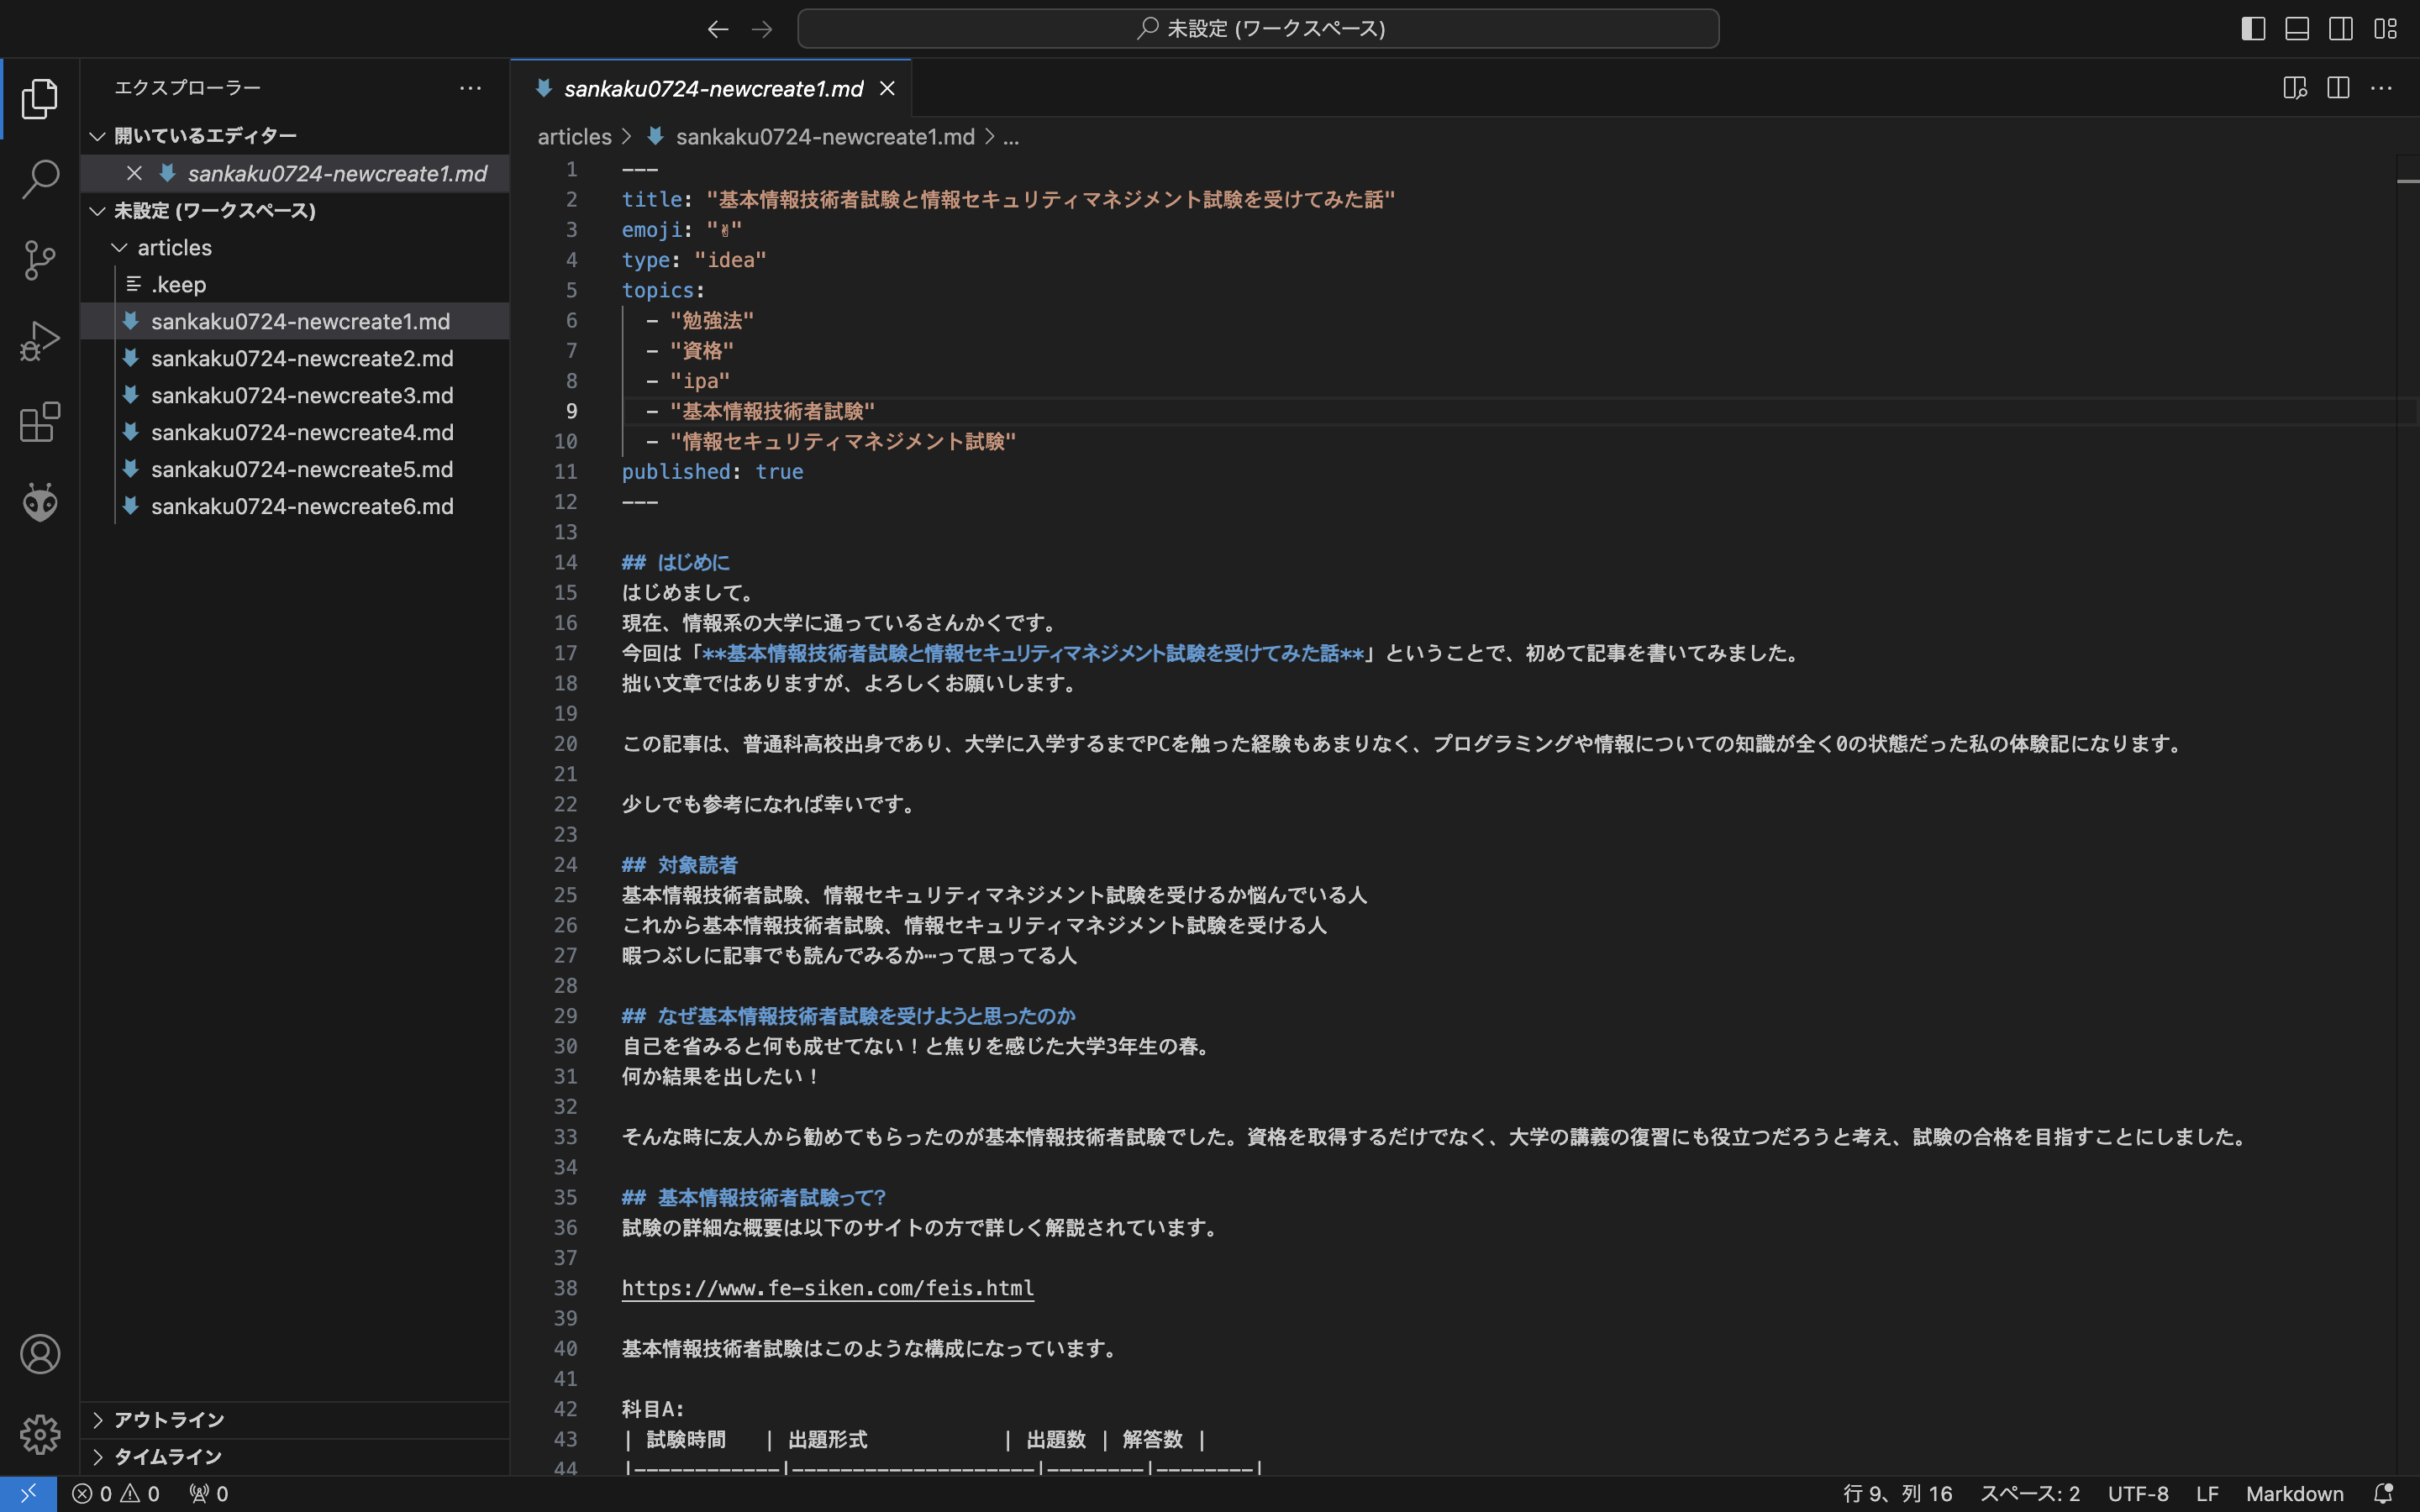 未設定 (ワークスペース)
エクスプローラー
開いているエディター
sankaku0724-newcreate1.md
未設定 (ワークスペース)
articles
.keep
sankaku0724-newcreate1.md
sankaku0724-newcreate2.md
sankaku0724-newcreate3.md
sankaku0724-newcreate4.md
sankaku0724-newcreate5.md
sankaku0724-newcreate6.md
アウトライン
タイムライン
sankaku0724-newcreate1.md
articles > sankaku0724-newcreate1.md > ...
1 ---
2 title: "基本情報技術者試験と情報セキュリティマネジメント試験を受けてみた話"
3 emoji: "✌"
4 type: "idea"
5 topics:
6 - "勉強法"
7 - "資格"
8 - "ipa"
9 - "基本情報技術者試験"
10 - "情報セキュリティマネジメント試験"
11 published: true
12 ---
13
14 ## はじめに
15 はじめまして。
16 現在、情報系の大学に通っているさんかくです。
17 今回は「**基本情報技術者試験と情報セキュリティマネジメント試験を受けてみた話**」ということで、初めて記事を書いてみました。
18 拙い文章ではありますが、よろしくお願いします。
19
20 この記事は、普通科高校出身であり、大学に入学するまでPCを触った経験もあまりなく、プログラミングや情報についての知識が全く0の状態だった私の体験記になります。
21
22 少しでも参考になれば幸いです。
23
24 ## 対象読者
25 基本情報技術者試験、情報セキュリティマネジメント試験を受けるか悩んでいる人
26 これから基本情報技術者試験、情報セキュリティマネジメント試験を受ける人
27 暇つぶしに記事でも読んでみるか…って思ってる人
28
29 ## なぜ基本情報技術者試験を受けようと思ったのか
30 自己を省みると何も成せてない！と焦りを感じた大学3年生の春。
31 何か結果を出したい！
32
33 そんな時に友人から勧めてもらったのが基本情報技術者試験でした。資格を取得するだけでなく、大学の講義の復習にも役立つだろうと考え、試験の合格を目指すことにしました。
34
35 ## 基本情報技術者試験って？
36 試験の詳細な概要は以下のサイトの方で詳しく解説されています。
37
38 https://www.fe-siken.com/feis.html
39
40 基本情報技術者試験はこのような構成になっています。
41
42 科目A:
43 | 試験時間 | 出題形式 | 出題数 | 解答数 |
44 |------------|--------------------|--------|--------|
0 0 0
行 9、列 16 スペース: 2 UTF-8 LF Markdown